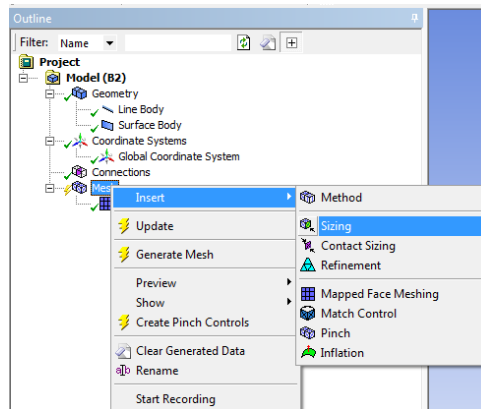 Outline
Filter: Name
Project
Model (B2)
Geometry
Line Body
Surface Body
Coordinate Systems
Global Coordinate System
Connections
Insert
Method
Update
Sizing
Generate Mesh
Contact Sizing
Refinement
Preview
Mapped Face Meshing
Show
Match Control
Create Pinch Controls
Pinch
Clear Generated Data
Inflation
Rename
Start Recording